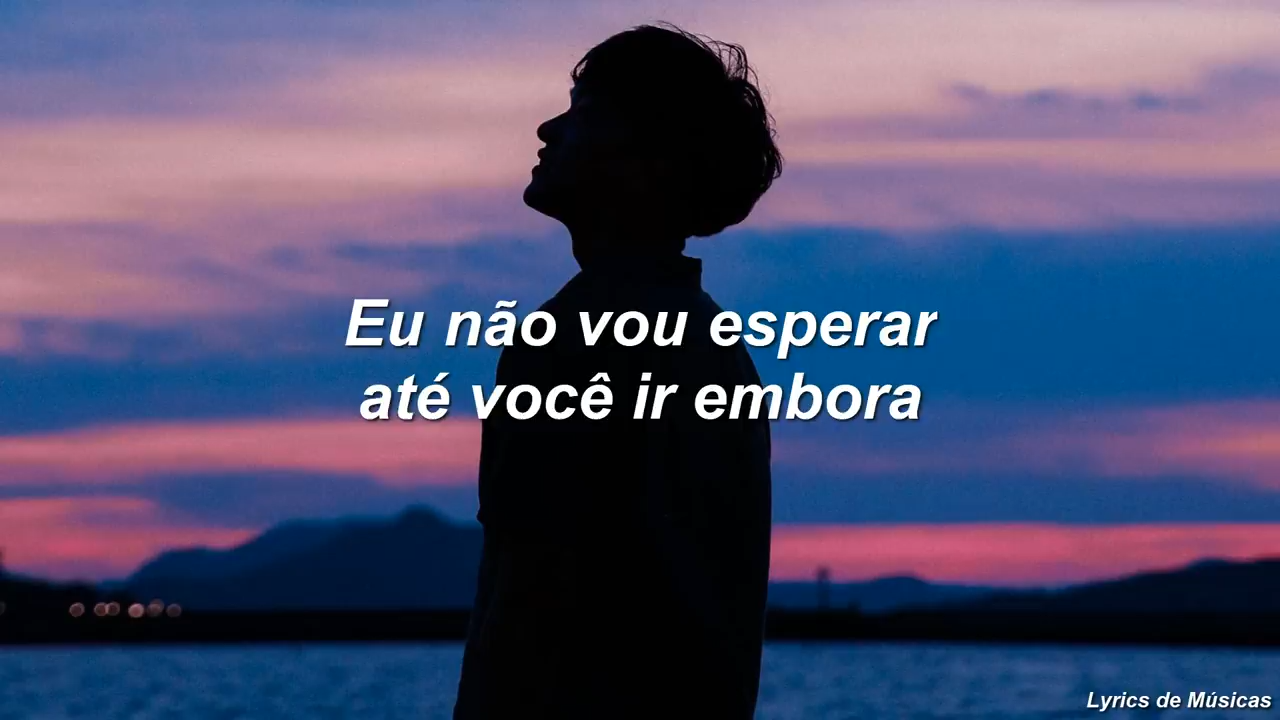 Eu não vou esperar
até você ir embora
Lyrics de Músicas